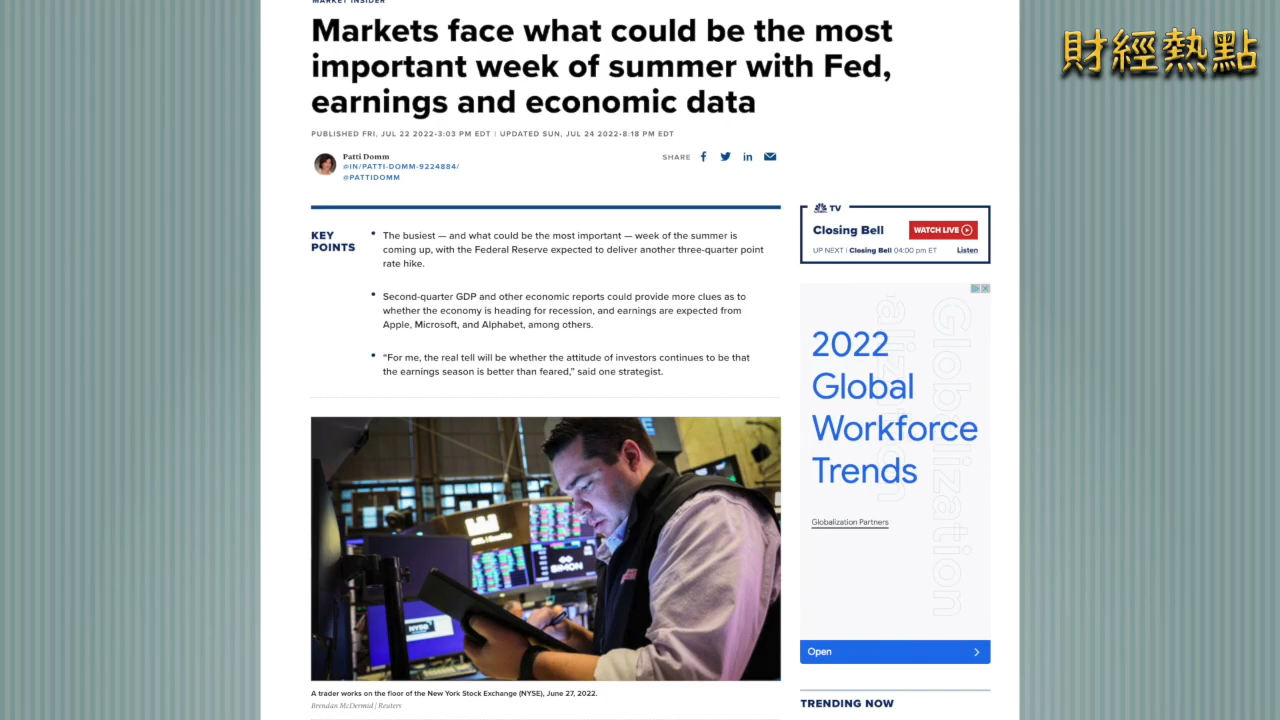 MARKET INSIDER
財經熱點
Markets face what could be the most
important week of summer with Fed,
earnings and economic data
PUBLISHED FRI, JUL 22 2022•3:03 PM EDT | UPDATED SUN, JUL 24 2022•8:18 PM EDT
Patti Domm
@IN/PATTI-DOMM-9224884/
@PATTIDOMM
SHARE
KEY
POINTS
• The busiest — and what could be the most important — week of the summer is
coming up, with the Federal Reserve expected to deliver another three-quarter point
rate hike.
• Second-quarter GDP and other economic reports could provide more clues as to
whether the economy is heading for recession, and earnings are expected from
Apple, Microsoft, and Alphabet, among others.
• “For me, the real tell will be whether the attitude of investors continues to be that
the earnings season is better than feared,” said one strategist.
TV
Closing Bell
WATCH LIVE
UP NEXT | Closing Bell 04:00 pm ET
Listen
Globalization
2022
Global
Workforce
Trends
Globalization Partners
Open
SIMON
NYSE
A trader works on the floor of the New York Stock Exchange (NYSE), June 27, 2022.
Brendan McDermid | Reuters
TRENDING NOW